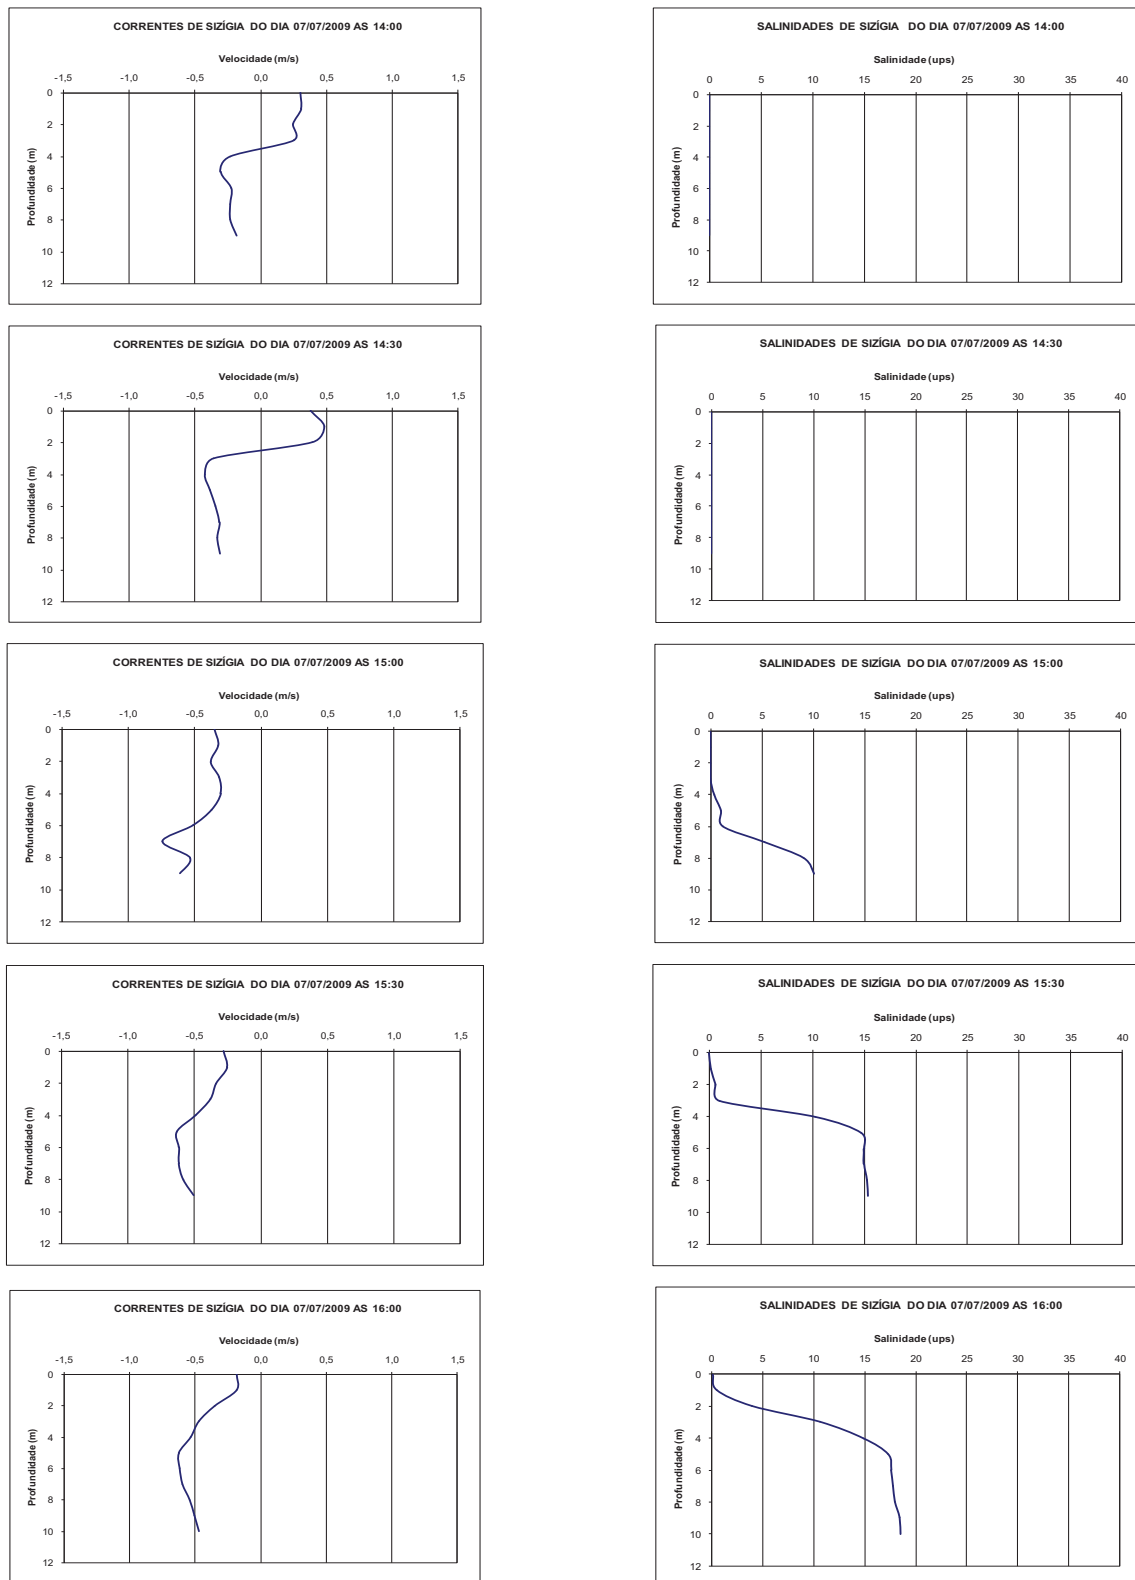 CORRENTES DE SIZÍGIA DO DIA 07/07/2009 AS 14:00
Velocidade (m/s)
-1,5 -1,0 -0,5 0,0 0,5 1,0 1,5
0
2
4
6
8
10
12
Profundidade (m)
SALINIDADES DE SIZÍGIA DO DIA 07/07/2009 AS 14:00
Salinidade (ups)
0 5 10 15 20 25 30 35 40
0
2
4
6
8
10
12
Profundidade (m)
CORRENTES DE SIZÍGIA DO DIA 07/07/2009 AS 14:30
Velocidade (m/s)
-1,5 -1,0 -0,5 0,0 0,5 1,0 1,5
0
2
4
6
8
10
12
Profundidade (m)
SALINIDADES DE SIZÍGIA DO DIA 07/07/2009 AS 14:30
Salinidade (ups)
0 5 10 15 20 25 30 35 40
0
2
4
6
8
10
12
Profundidade (m)
CORRENTES DE SIZÍGIA DO DIA 07/07/2009 AS 15:00
Velocidade (m/s)
-1,5 -1,0 -0,5 0,0 0,5 1,0 1,5
0
2
4
6
8
10
12
Profundidade (m)
SALINIDADES DE SIZÍGIA DO DIA 07/07/2009 AS 15:00
Salinidade (ups)
0 5 10 15 20 25 30 35 40
0
2
4
6
8
10
12
Profundidade (m)
CORRENTES DE SIZÍGIA DO DIA 07/07/2009 AS 15:30
Velocidade (m/s)
-1,5 -1,0 -0,5 0,0 0,5 1,0 1,5
0
2
4
6
8
10
12
Profundidade (m)
SALINIDADES DE SIZÍGIA DO DIA 07/07/2009 AS 15:30
Salinidade (ups)
0 5 10 15 20 25 30 35 40
0
2
4
6
8
10
12
Profundidade (m)
CORRENTES DE SIZÍGIA DO DIA 07/07/2009 AS 16:00
Velocidade (m/s)
-1,5 -1,0 -0,5 0,0 0,5 1,0 1,5
0
2
4
6
8
10
12
Profundidade (m)
SALINIDADES DE SIZÍGIA DO DIA 07/07/2009 AS 16:00
Salinidade (ups)
0 5 10 15 20 25 30 35 40
0
2
4
6
8
10
12
Profundidade (m)